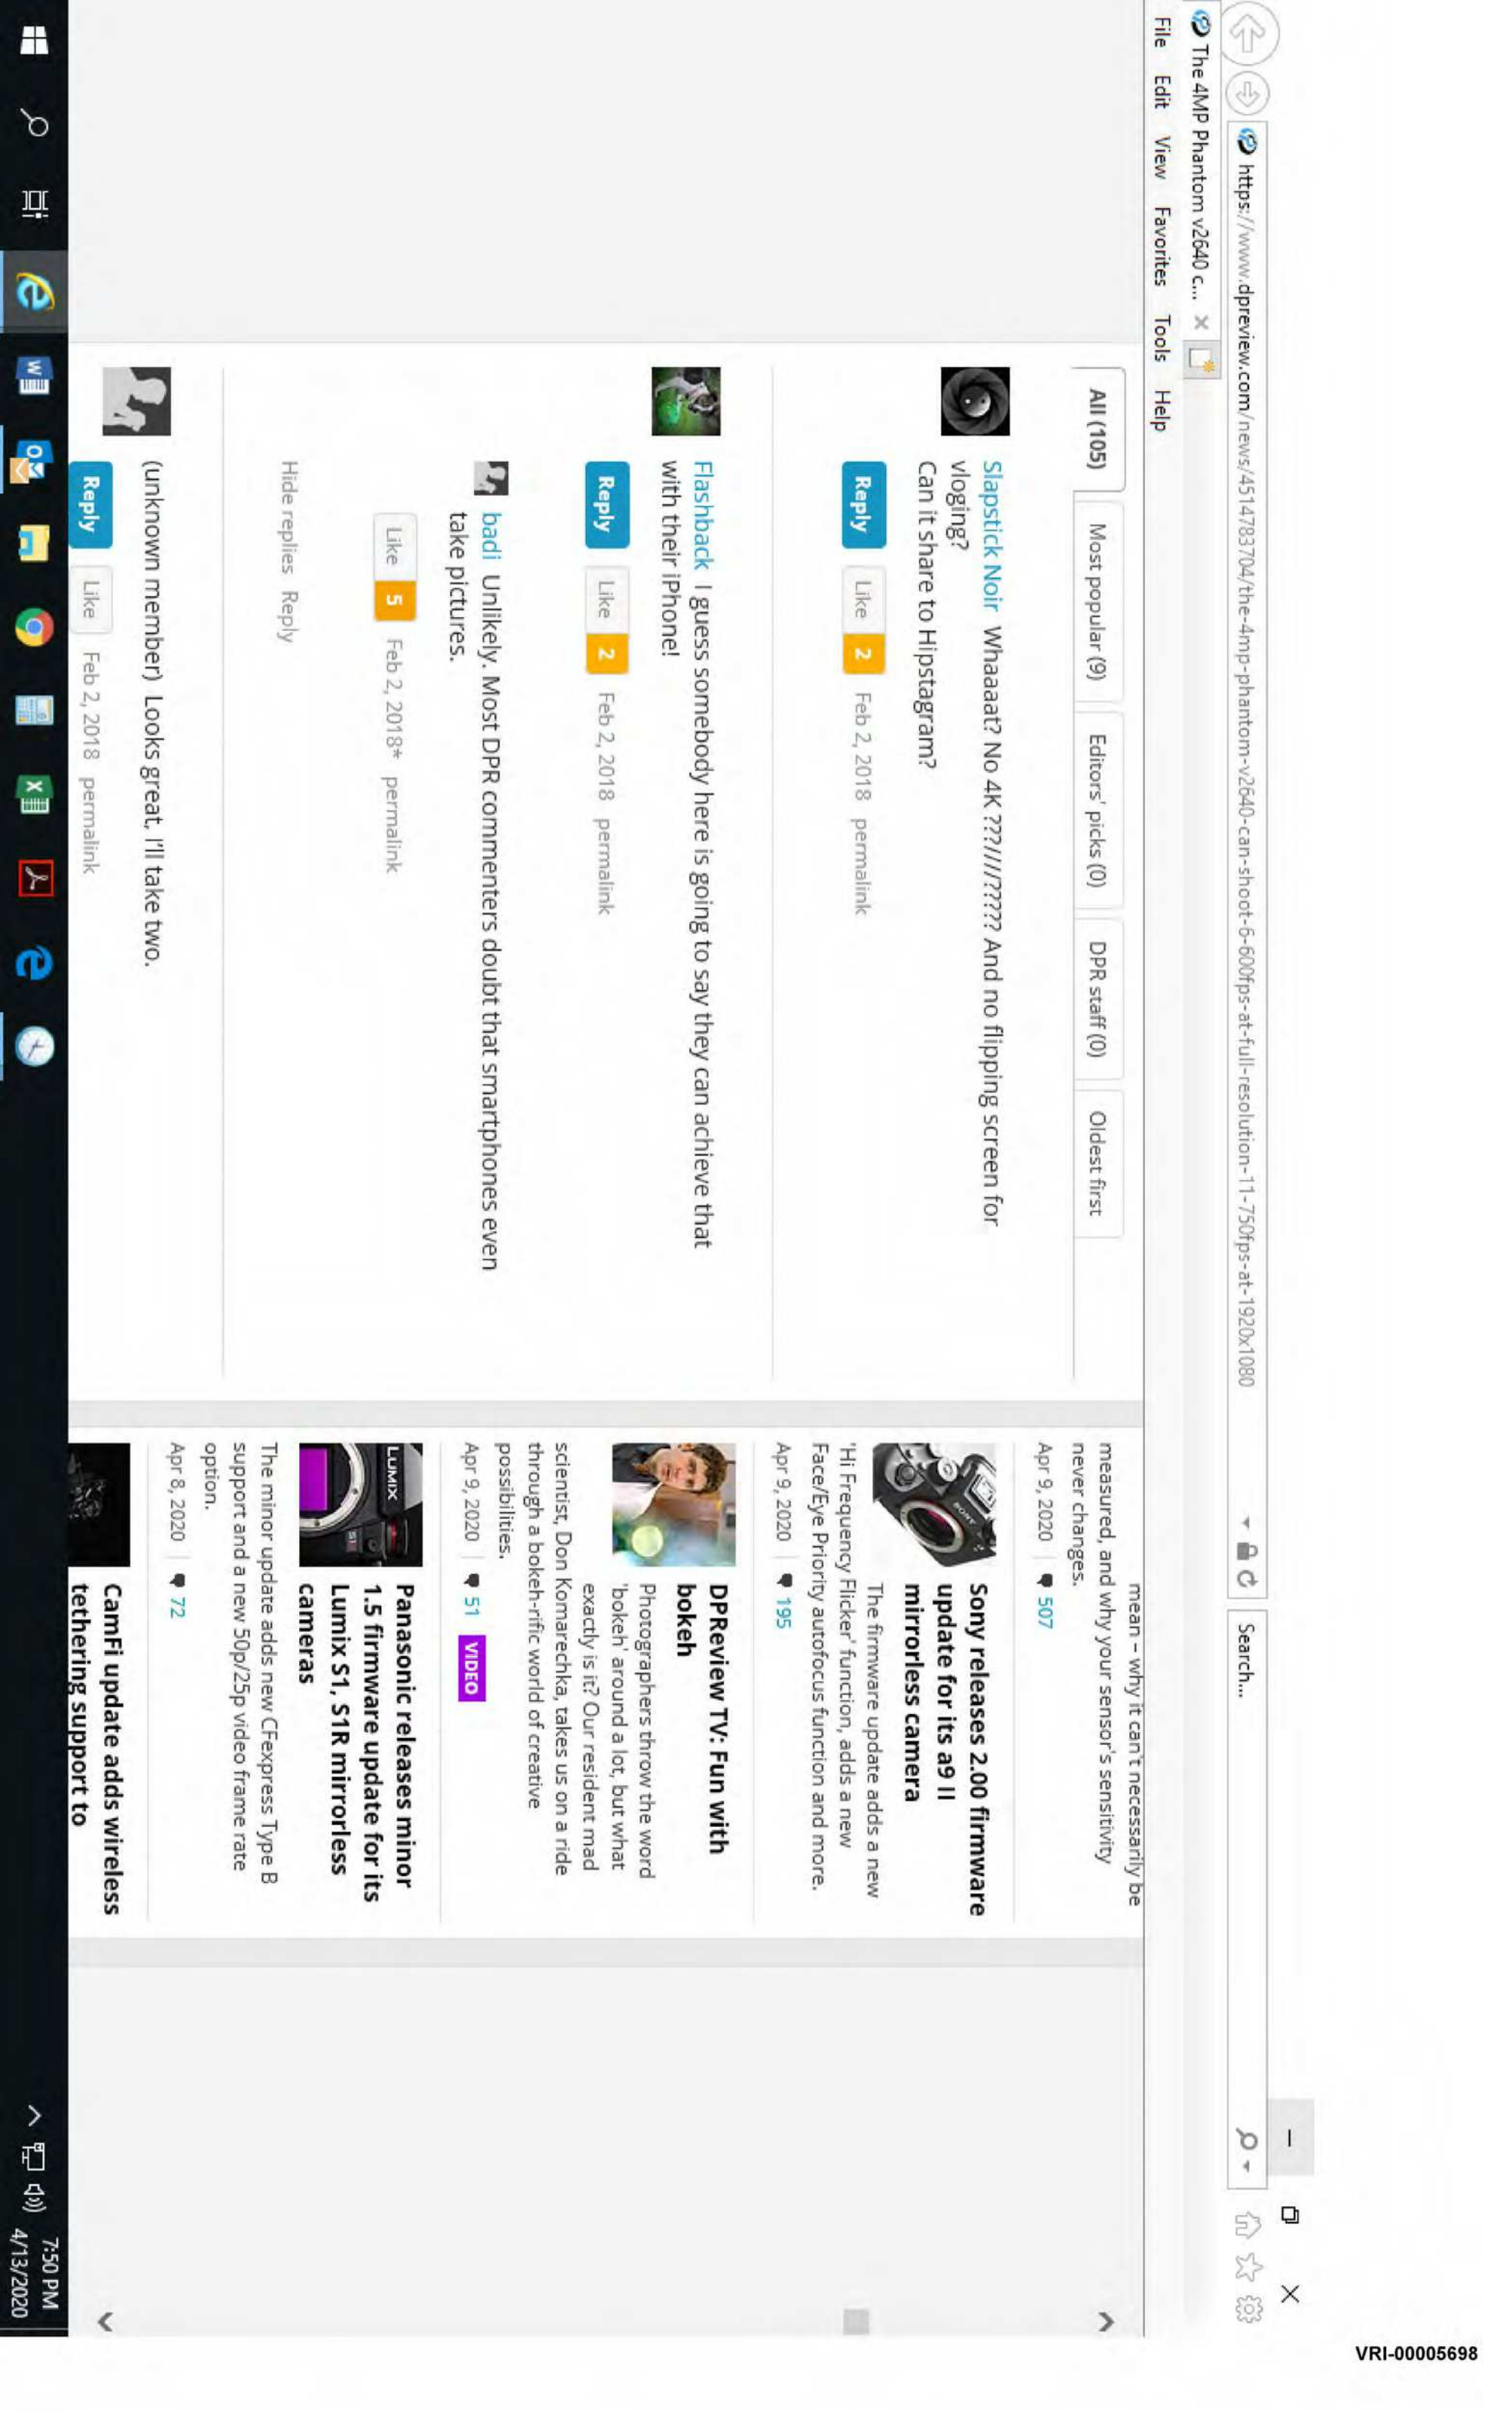 https://www.dpreview.com/news/4514783704/the-4mp-phantom-v2640-can-shoot-6-600fps-at-full-resolution-11-750fps-at-1920x1080
Search...
The 4MP Phantom v2640 c...
File Edit View Favorites Tools Help
All (105) Most popular (9) Editors' picks (0) DPR staff (0) Oldest first
Slapstick Noir Whaaaat? No 4K ???////????? And no flipping screen for
vloging?
Can it share to Hipstagram?
Reply Like 2 Feb 2, 2018 permalink
Flashback I guess somebody here is going to say they can achieve that
with their iPhone!
Reply Like 2 Feb 2, 2018 permalink
badi Unlikely. Most DPR commenters doubt that smartphones even
take pictures.
Like 5 Feb 2, 2018* permalink
Hide replies Reply
(unknown member) Looks great, I'll take two.
Reply Like Feb 2, 2018 permalink
mean – why it can't necessarily be
measured, and why your sensor's sensitivity
never changes.
Apr 9, 2020 507
SONY
Sony releases 2.00 firmware
update for its a9 II
mirrorless camera
The firmware update adds a new
'Hi Frequency Flicker' function, adds a new
Face/Eye Priority autofocus function and more.
Apr 9, 2020 195
DPReview TV: Fun with
bokeh
Photographers throw the word
'bokeh' around a lot, but what
exactly is it? Our resident mad
scientist, Don Komarechka, takes us on a ride
through a bokeh-rific world of creative
possibilities.
Apr 9, 2020 51 VIDEO
LUMIX
S1
Panasonic releases minor
1.5 firmware update for its
Lumix S1, S1R mirrorless
cameras
The minor update adds new CFexpress Type B
support and a new 50p/25p video frame rate
option.
Apr 8, 2020 72
CamFi update adds wireless
tethering support to
7:50 PM
4/13/2020
VRI-00005698